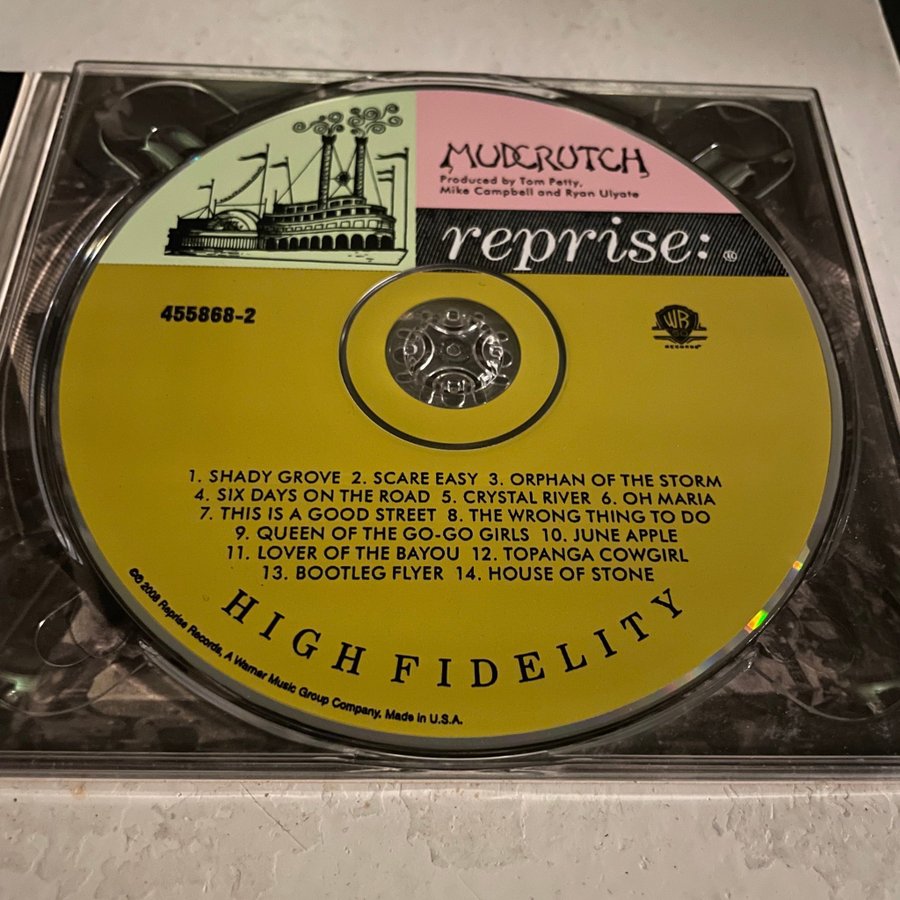 MUDCRUTCH
Produced by Tom Petty,
Mike Campbell and Ryan Ulyate
reprise: ®
455868-2
WB
RECORDS
1. SHADY GROVE 2. SCARE EASY 3. ORPHAN OF THE STORM
4. SIX DAYS ON THE ROAD 5. CRYSTAL RIVER 6. OH MARIA
7. THIS IS A GOOD STREET 8. THE WRONG THING TO DO
9. QUEEN OF THE GO-GO GIRLS 10. JUNE APPLE
11. LOVER OF THE BAYOU 12. TOPANGA COWGIRL
13. BOOTLEG FLYER 14. HOUSE OF STONE
HIGH FIDELITY
℗© 2008 Reprise Records, A Warner Music Group Company, Made in U.S.A.